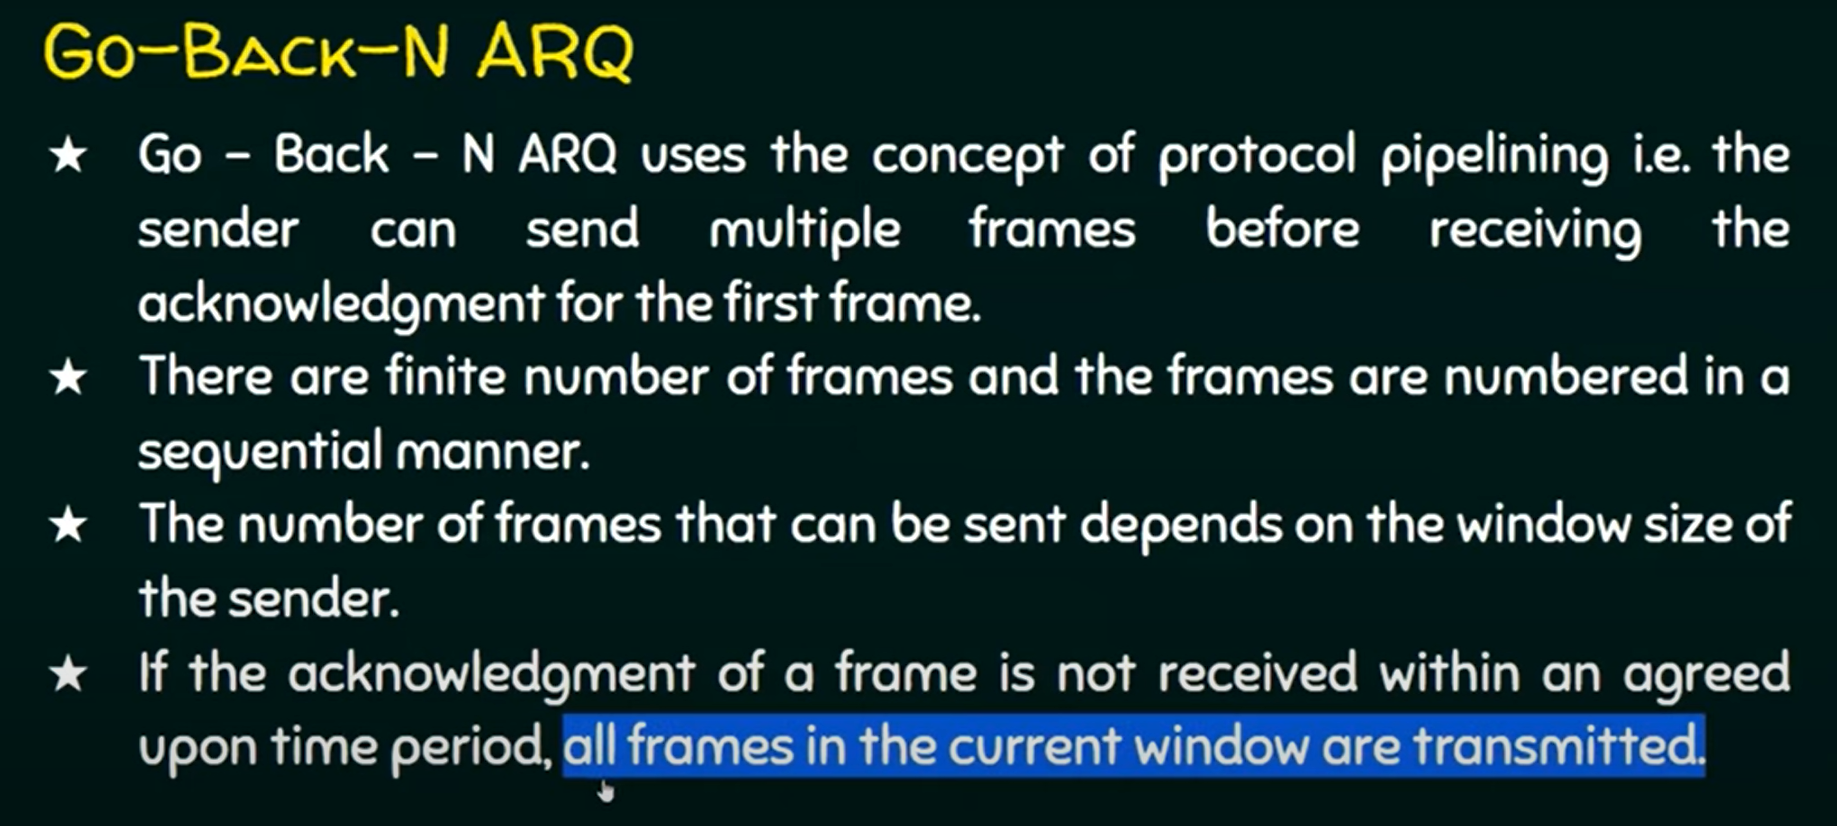 Go-Back-N ARQ
★ Go - Back - N ARQ uses the concept of protocol pipelining i.e. the
sender can send multiple frames before receiving the
acknowledgment for the first frame.
★ There are finite number of frames and the frames are numbered in a
sequential manner.
★ The number of frames that can be sent depends on the window size of
the sender.
★ If the acknowledgment of a frame is not received within an agreed
upon time period, all frames in the current window are transmitted.